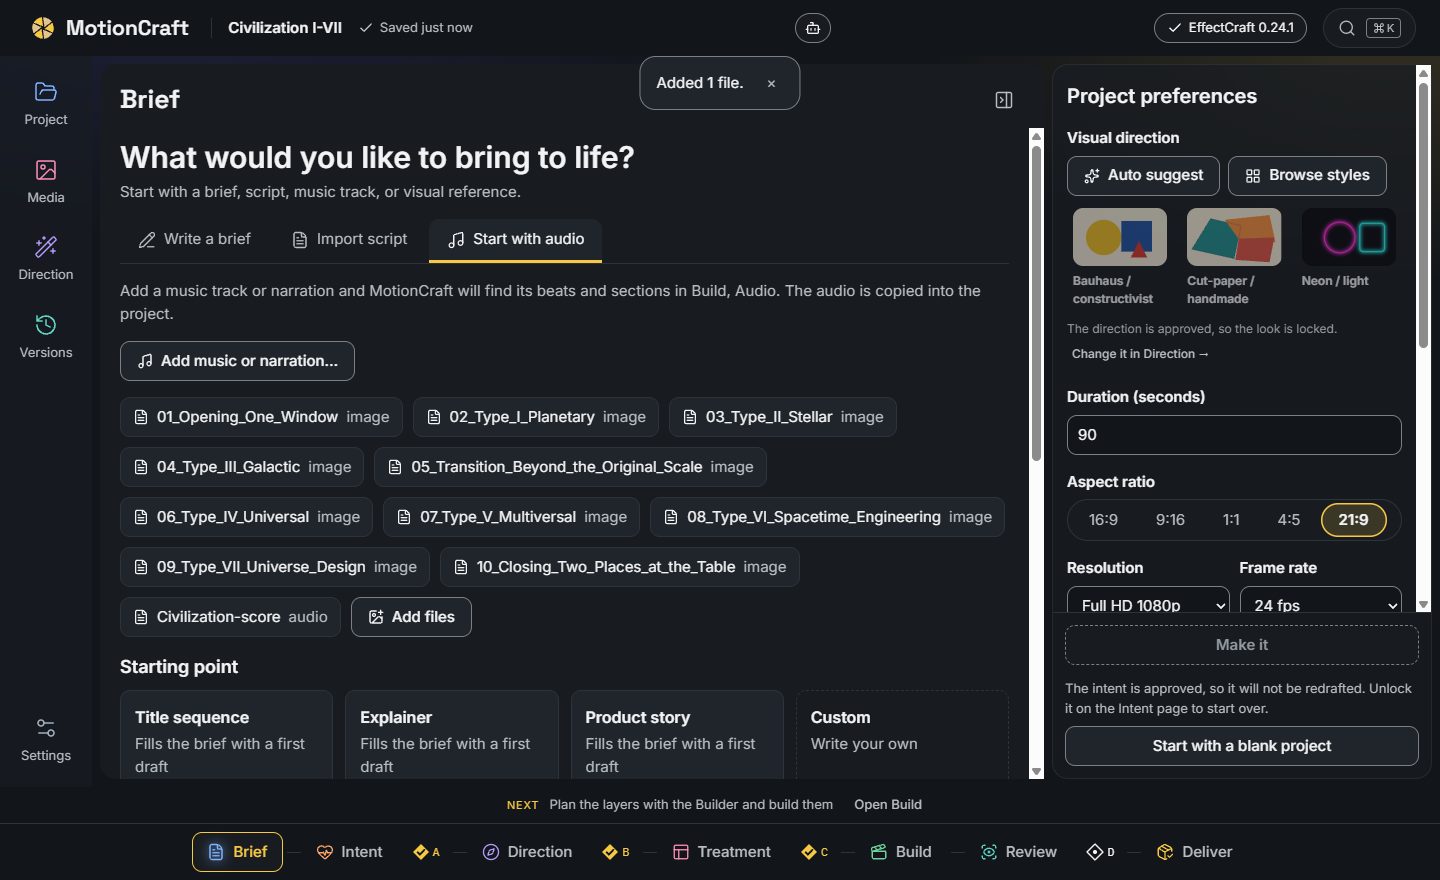 MotionCraft
Civilization I-VII
Saved just now
EffectCraft 0.24.1
⌘K
Added 1 file.
×
Project
Media
Direction
Versions
Settings
Brief
What would you like to bring to life?
Start with a brief, script, music track, or visual reference.
Write a brief
Import script
Start with audio
Add a music track or narration and MotionCraft will find its beats and sections in Build, Audio. The audio is copied into the
project.
Add music or narration...
01_Opening_One_Window image
02_Type_I_Planetary image
03_Type_II_Stellar image
04_Type_III_Galactic image
05_Transition_Beyond_the_Original_Scale image
06_Type_IV_Universal image
07_Type_V_Multiversal image
08_Type_VI_Spacetime_Engineering image
09_Type_VII_Universe_Design image
10_Closing_Two_Places_at_the_Table image
Civilization-score audio
Add files
Starting point
Title sequence
Fills the brief with a first
draft
Explainer
Fills the brief with a first
draft
Product story
Fills the brief with a first
draft
Custom
Write your own
Project preferences
Visual direction
Auto suggest
Browse styles
Bauhaus /
constructivist
Cut-paper /
handmade
Neon / light
The direction is approved, so the look is locked.
Change it in Direction →
Duration (seconds)
90
Aspect ratio
16:9
9:16
1:1
4:5
21:9
Resolution
Frame rate
Full HD 1080p
24 fps
Make it
The intent is approved, so it will not be redrafted. Unlock
it on the Intent page to start over.
Start with a blank project
NEXT Plan the layers with the Builder and build them Open Build
Brief
Intent
A
Direction
B
Treatment
C
Build
Review
D
Deliver